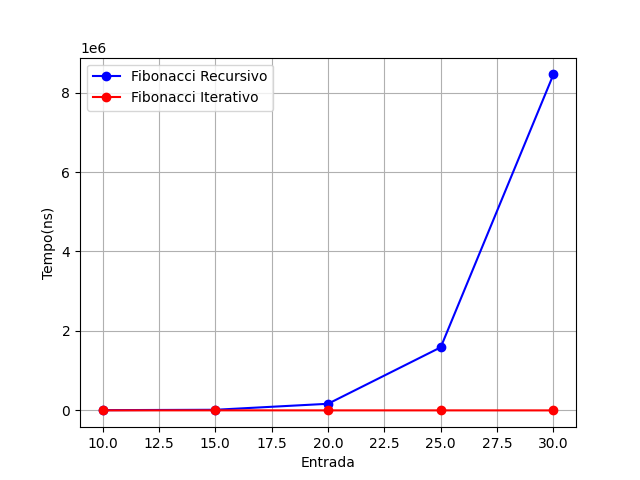 1e6
Fibonacci Recursivo
Fibonacci Iterativo
8
6
4
2
0
Tempo(ns)
10.0 12.5 15.0 17.5 20.0 22.5 25.0 27.5 30.0
Entrada